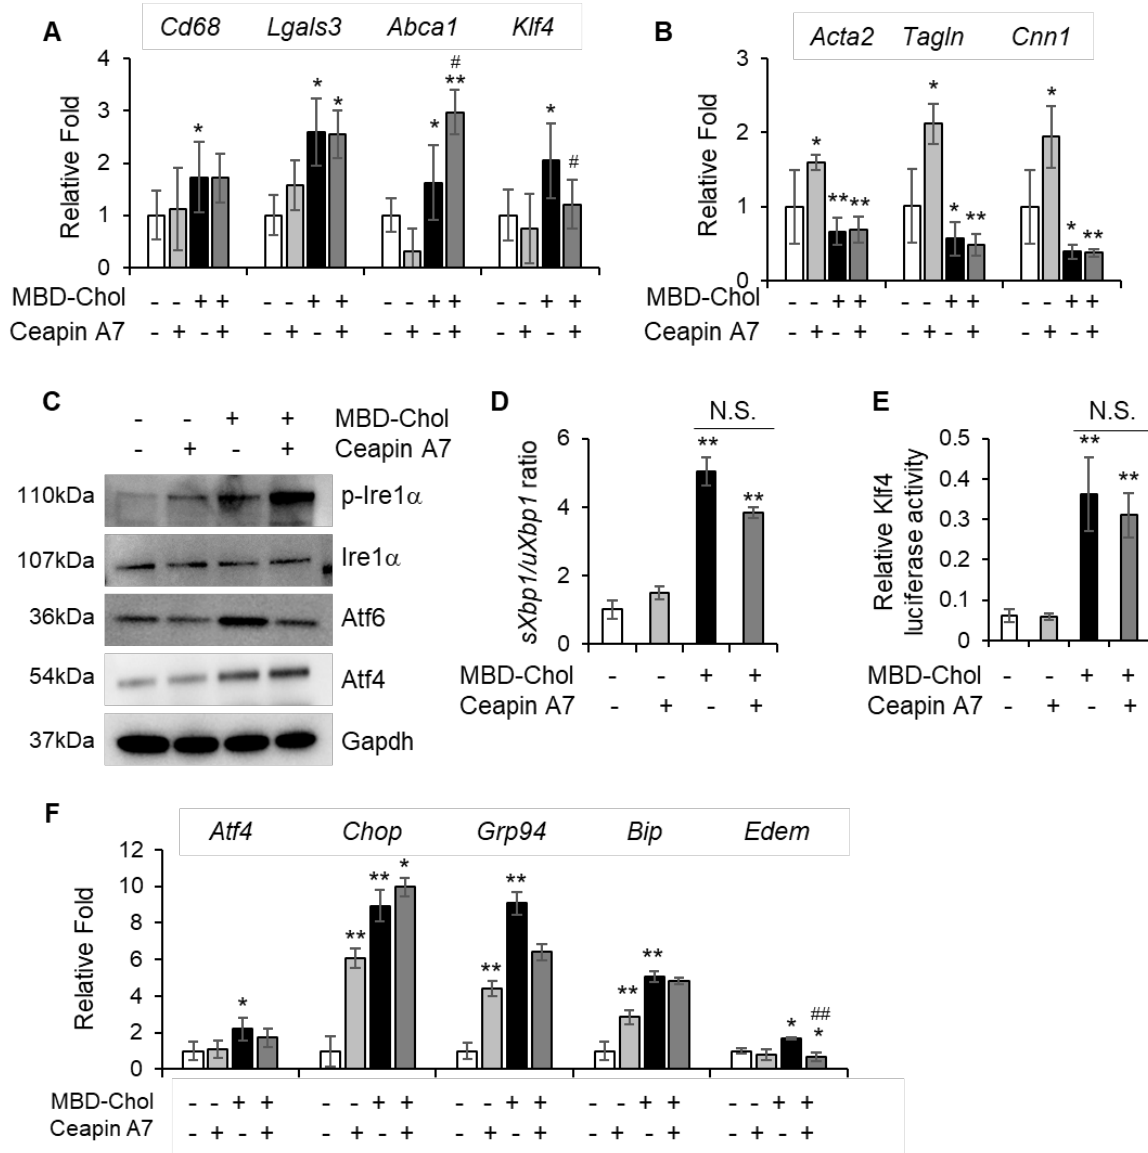 A
Cd68 Lgals3 Abca1 Klf4
Relative Fold
4
3
2
1
0
* * * * * # ** * #
MBD-Chol - - + + - - + + - - + + - - + +
Ceapin A7 - + - + - + - + - + - + - + - +
B
Acta2 Tagln Cnn1
Relative Fold
3
2
1
0
* ** ** * * ** * * **
MBD-Chol - - + + - - + + - - + +
Ceapin A7 - + - + - + - + - + - +
C
- - + + MBD-Chol
- + - + Ceapin A7
110kDa p-Ire1α
107kDa Ire1α
36kDa Atf6
54kDa Atf4
37kDa Gapdh
D
N.S.
sXbp1/uXbp1 ratio
6
4
2
0
** **
MBD-Chol - - + +
Ceapin A7 - + - +
E
N.S.
Relative Klf4
luciferase activity
0.5
0.4
0.3
0.2
0.1
0
** **
MBD-Chol - - + +
Ceapin A7 - + - +
F
Atf4 Chop Grp94 Bip Edem
Relative Fold
12
10
8
6
4
2
0
* ** ** * ** ** ** ** * ## *
MBD-Chol - - + + - - + + - - + + - - + + - - + +
Ceapin A7 - + - + - + - + - + - + - + - + - + - +